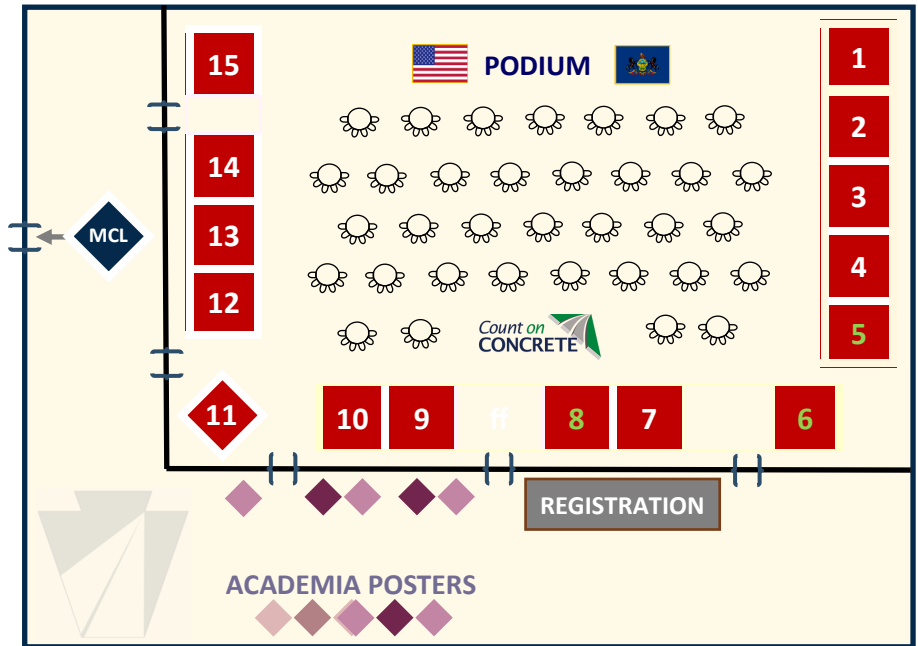 15
PODIUM
1
2
14
3
MCL
13
4
12
Count on
CONCRETE
5
11
10
9
ff
8
7
6
REGISTRATION
ACADEMIA POSTERS